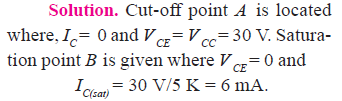 Solution. Cut-off point A is located
where, I_C = 0 and V_CE = V_CC = 30 V. Satura-
tion point B is given where V_CE = 0 and
I_C(sat) = 30 V/5 K = 6 mA.